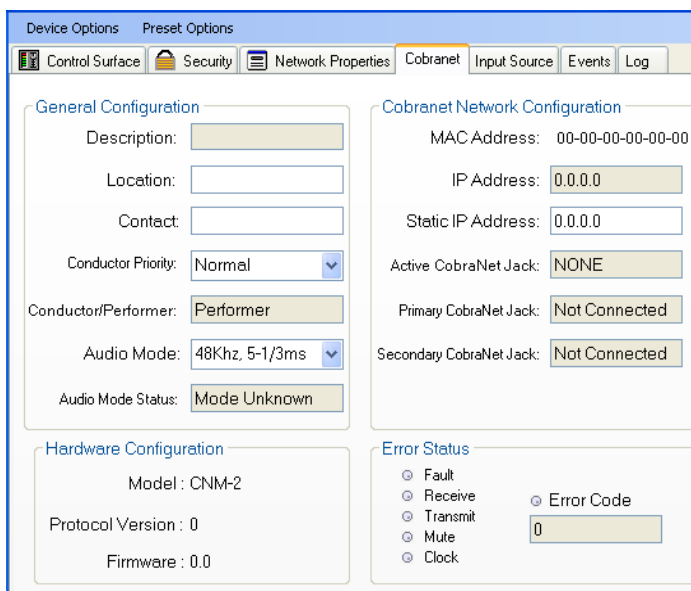 Device Options Preset Options
Control Surface Security Network Properties Cobranet Input Source Events Log
General Configuration
Description:
Location:
Contact:
Conductor Priority: Normal
Conductor/Performer: Performer
Audio Mode: 48Khz, 5-1/3ms
Audio Mode Status: Mode Unknown
Cobranet Network Configuration
MAC Address: 00-00-00-00-00-00
IP Address: 0.0.0.0
Static IP Address: 0.0.0.0
Active CobraNet Jack: NONE
Primary CobraNet Jack: Not Connected
Secondary CobraNet Jack: Not Connected
Hardware Configuration
Model : CNM-2
Protocol Version : 0
Firmware : 0.0
Error Status
Fault
Receive
Transmit
Mute
Clock
Error Code
0